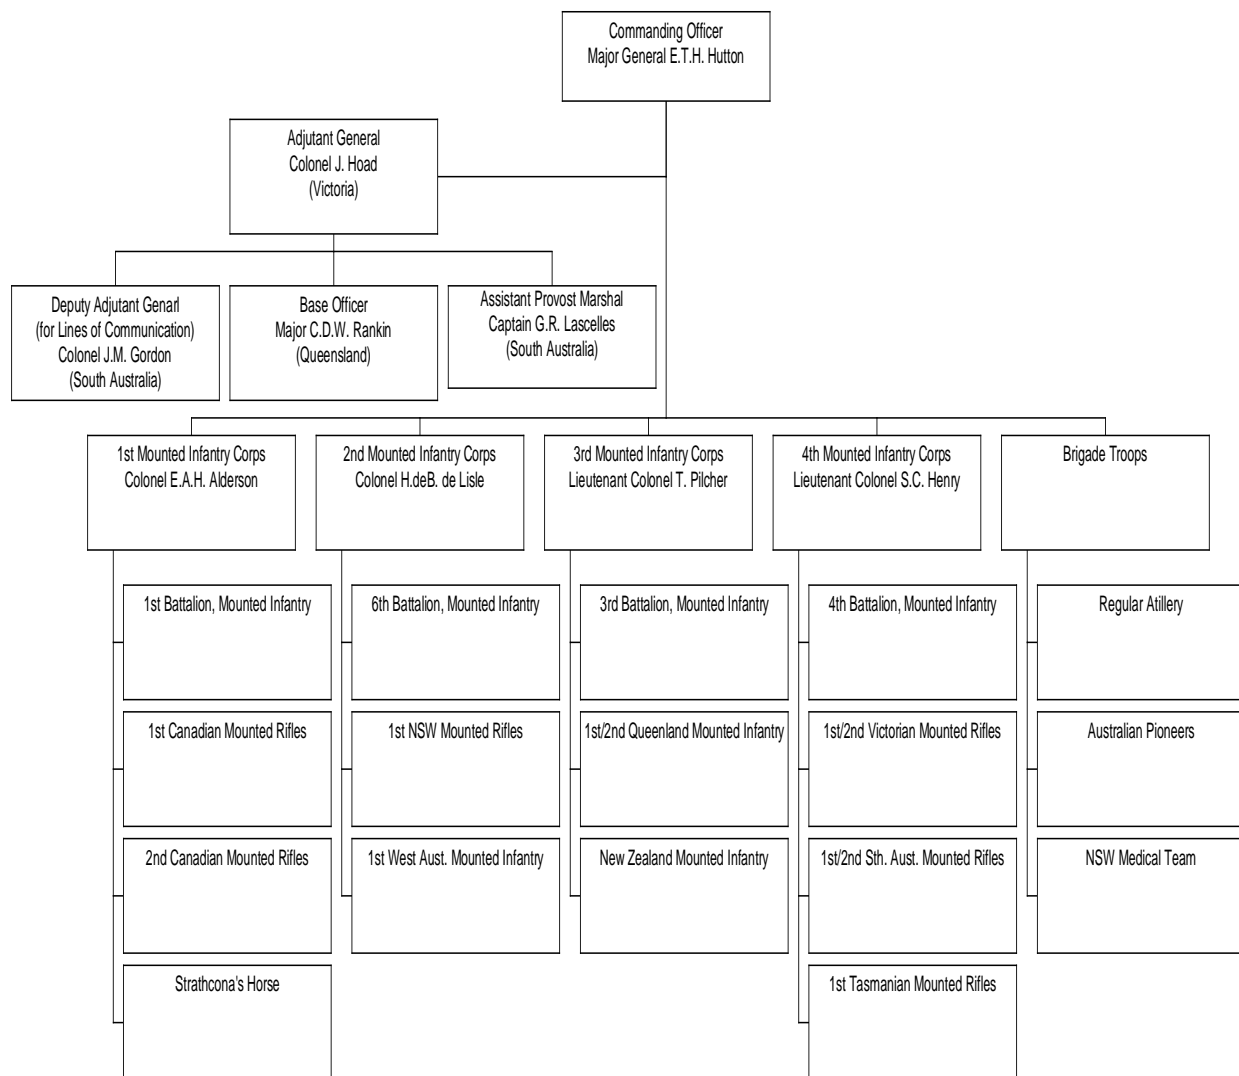 Commanding Officer
Major General E.T.H. Hutton
Adjutant General
Colonel J. Hoad
(Victoria)
Deputy Adjutant Genarl
(for Lines of Communication)
Colonel J.M. Gordon
(South Australia)
Base Officer
Major C.D.W. Rankin
(Queensland)
Assistant Provost Marshal
Captain G.R. Lascelles
(South Australia)
1st Mounted Infantry Corps
Colonel E.A.H. Alderson
2nd Mounted Infantry Corps
Colonel H.deB. de Lisle
3rd Mounted Infantry Corps
Lieutenant Colonel T. Pilcher
4th Mounted Infantry Corps
Lieutenant Colonel S.C. Henry
Brigade Troops
1st Battalion, Mounted Infantry
1st Canadian Mounted Rifles
2nd Canadian Mounted Rifles
Strathcona's Horse
6th Battalion, Mounted Infantry
1st NSW Mounted Rifles
1st West Aust. Mounted Infantry
3rd Battalion, Mounted Infantry
1st/2nd Queenland Mounted Infantry
New Zealand Mounted Infantry
4th Battalion, Mounted Infantry
1st/2nd Victorian Mounted Rifles
1st/2nd Sth. Aust. Mounted Rifles
1st Tasmanian Mounted Rifles
Regular Atillery
Australian Pioneers
NSW Medical Team